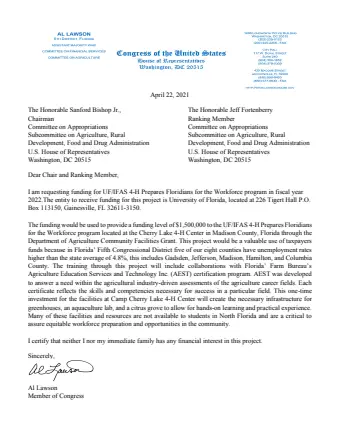 AL LAWSON
5TH DISTRICT, FLORIDA
COMMITTEE ON FINANCIAL SERVICES
COMMITTEE ON AGRICULTURE
Congress of the United States
House of Representatives
Washington, DC 20515
April 22, 2021
The Honorable Sanford Bishop Jr.,
Chairman
Committee on Appropriations
Subcommittee on Agriculture, Rural
Development, Food and Drug Administration
U.S. House of Representatives
Washington, DC 20515
The Honorable Jeff Fortenberry
Ranking Member
Committee on Appropriations
Subcommittee on Agriculture, Rural
Development, Food and Drug Administration
U.S. House of Representatives
Washington, DC 20515
Dear Chair and Ranking Member,
I am requesting funding for UF/IFAS 4-H Prepares Floridians for the Workforce program in fiscal year
2022.The entity to receive funding for this project is University of Florida, located at 226 Tigert Hall P.O.
Box 113150, Gainesville, FL 32611-3150.
The funding would be used to provide a funding level of $1,500,000 to the UF/IFAS 4-H Prepares Floridians
for the Workforce program located at the Cherry Lake 4-H Center in Madison County, Florida through the
Department of Agriculture Community Facilities Grant. This project would be a valuable use of taxpayers
funds because in Florida's Fifth Congressional District five of our eight counties have unemployment rates
higher than the state average of 4.8%, this includes Gadsden, Jefferson, Madison, Hamilton, and Columbia
County. The training through this project will include collaborations with Florida's Farm Bureau's
Agriculture Education Services and Technology Inc. (AEST) certification program. AEST was developed
to answer a need within the agricultural industry-driven assessments of the agriculture career fields. Each
certificate reflects the skills and competencies necessary for success in a particular field. This one-time
investment for the facilities at Camp Cherry Lake 4-H Center will create the necessary infrastructure for
greenhouses, an aquaculture lab, and a citrus grove to allow for hands-on learning and practical experience.
Many of these facilities and resources are not available to students in North Florida and are a critical to
assure equitable workforce preparation and opportunities in the community.
I certify that neither I nor my immediate family has any financial interest in this project.
Sincerely,
Al Lawson
Al Lawson
Member of Congress